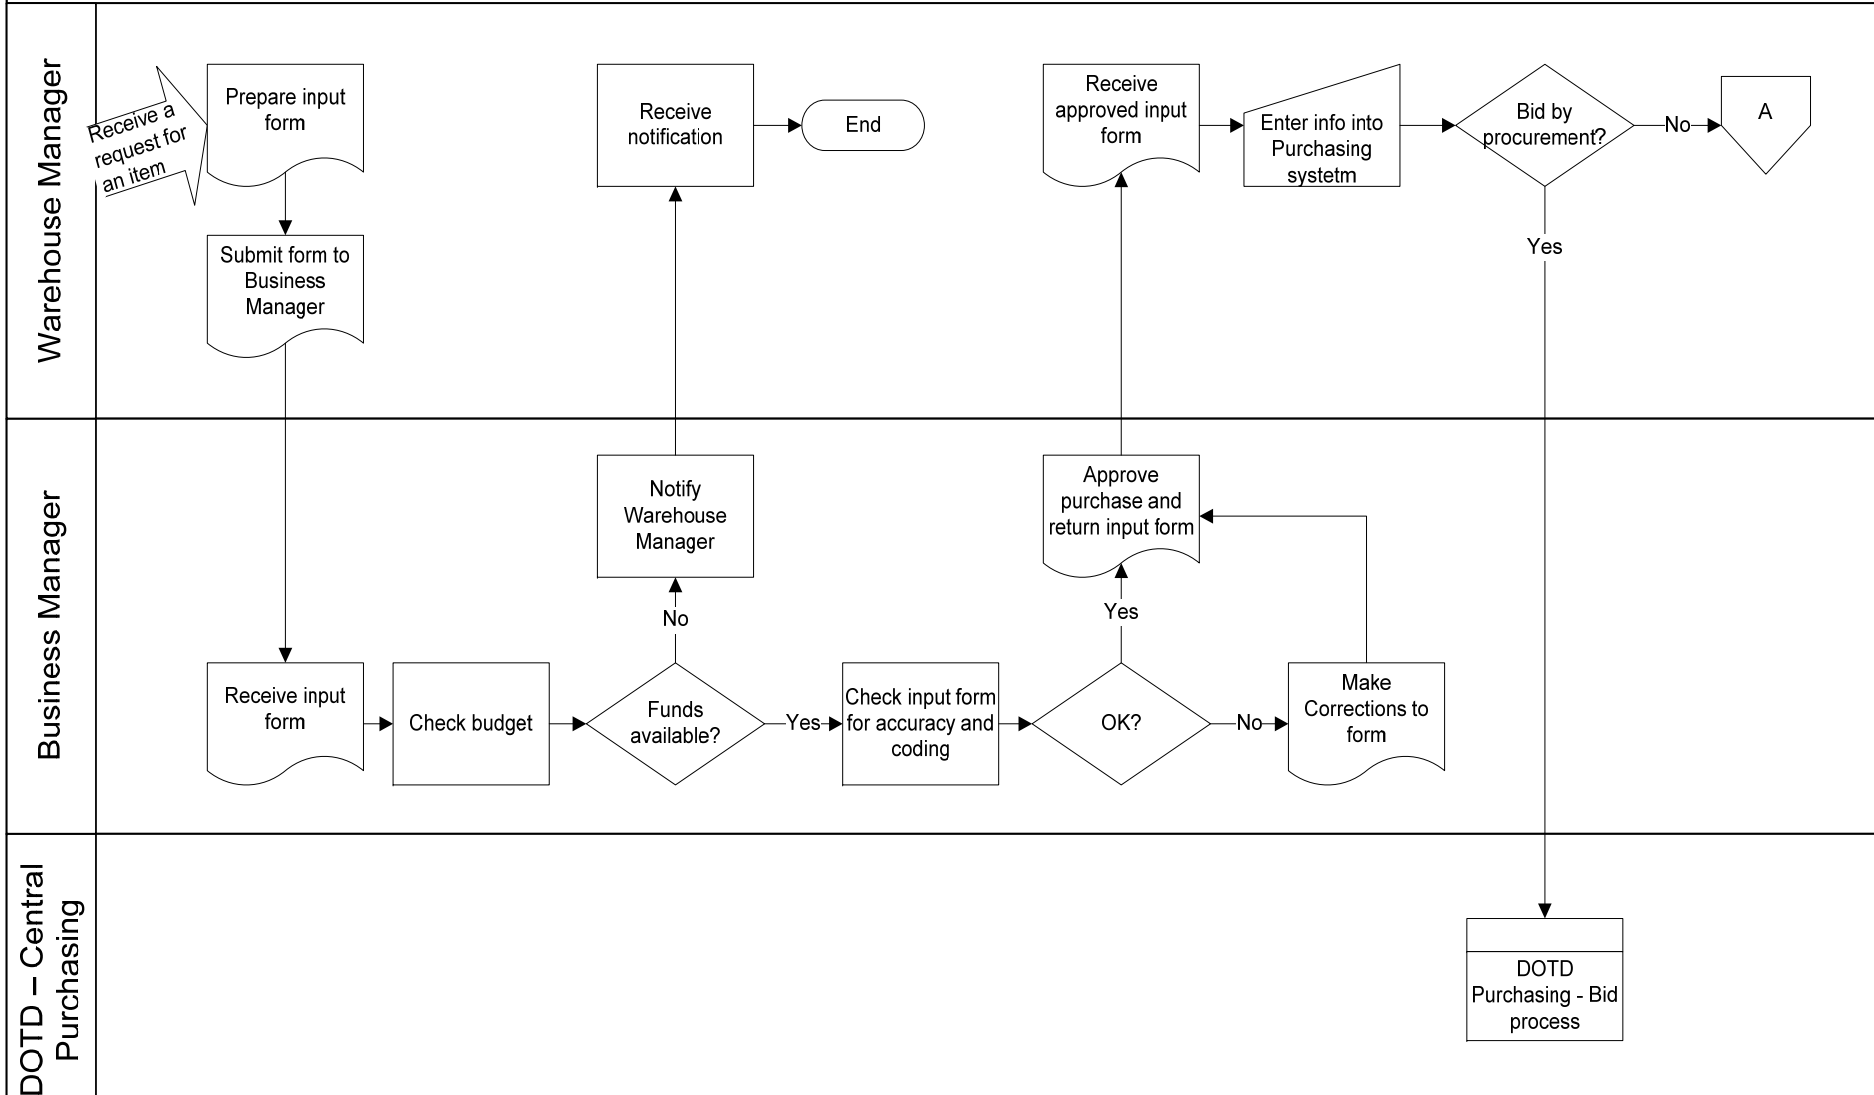 Warehouse Manager
Receive a
request for
an item
Prepare input
form
Submit form to
Business
Manager
Receive
notification
End
Receive
approved input
form
Enter info into
Purchasing
systetm
Bid by
procurement?
No
A
Yes
Business Manager
Receive input
form
Check budget
Funds
available?
No
Notify
Warehouse
Manager
Yes
Check input form
for accuracy and
coding
OK?
Yes
Approve
purchase and
return input form
No
Make
Corrections to
form
DOTD – Central
Purchasing
DOTD
Purchasing - Bid
process